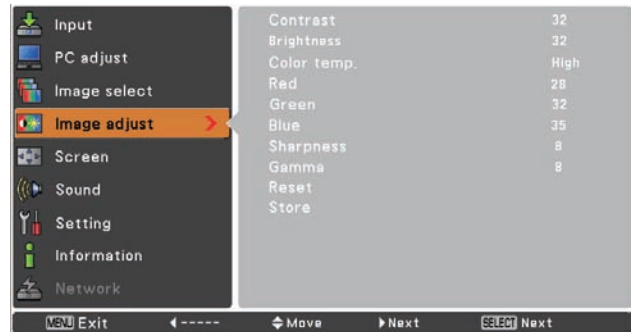 Input
PC adjust
Image select
Image adjust
Screen
Sound
Setting
Information
Network
Contrast 32
Brightness 32
Color temp. High
Red 28
Green 32
Blue 35
Sharpness 8
Gamma 8
Reset
Store
MENU Exit ----- Move Next SELECT Next